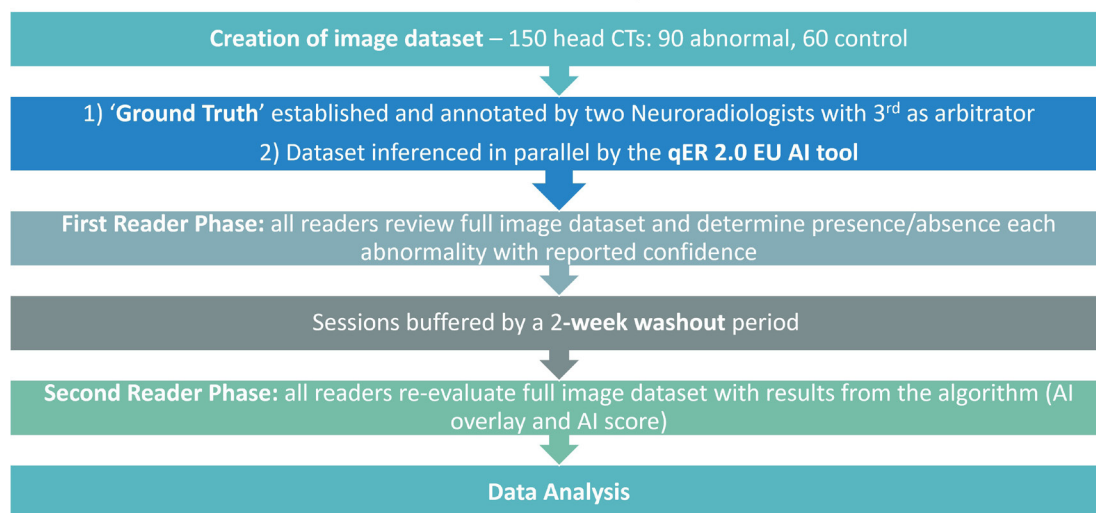 Creation of image dataset – 150 head CTs: 90 abnormal, 60 control
1) ‘Ground Truth’ established and annotated by two Neuroradiologists with 3rd as arbitrator
2) Dataset inferenced in parallel by the qER 2.0 EU AI tool
First Reader Phase: all readers review full image dataset and determine presence/absence each
abnormality with reported confidence
Sessions buffered by a 2-week washout period
Second Reader Phase: all readers re-evaluate full image dataset with results from the algorithm (AI
overlay and AI score)
Data Analysis